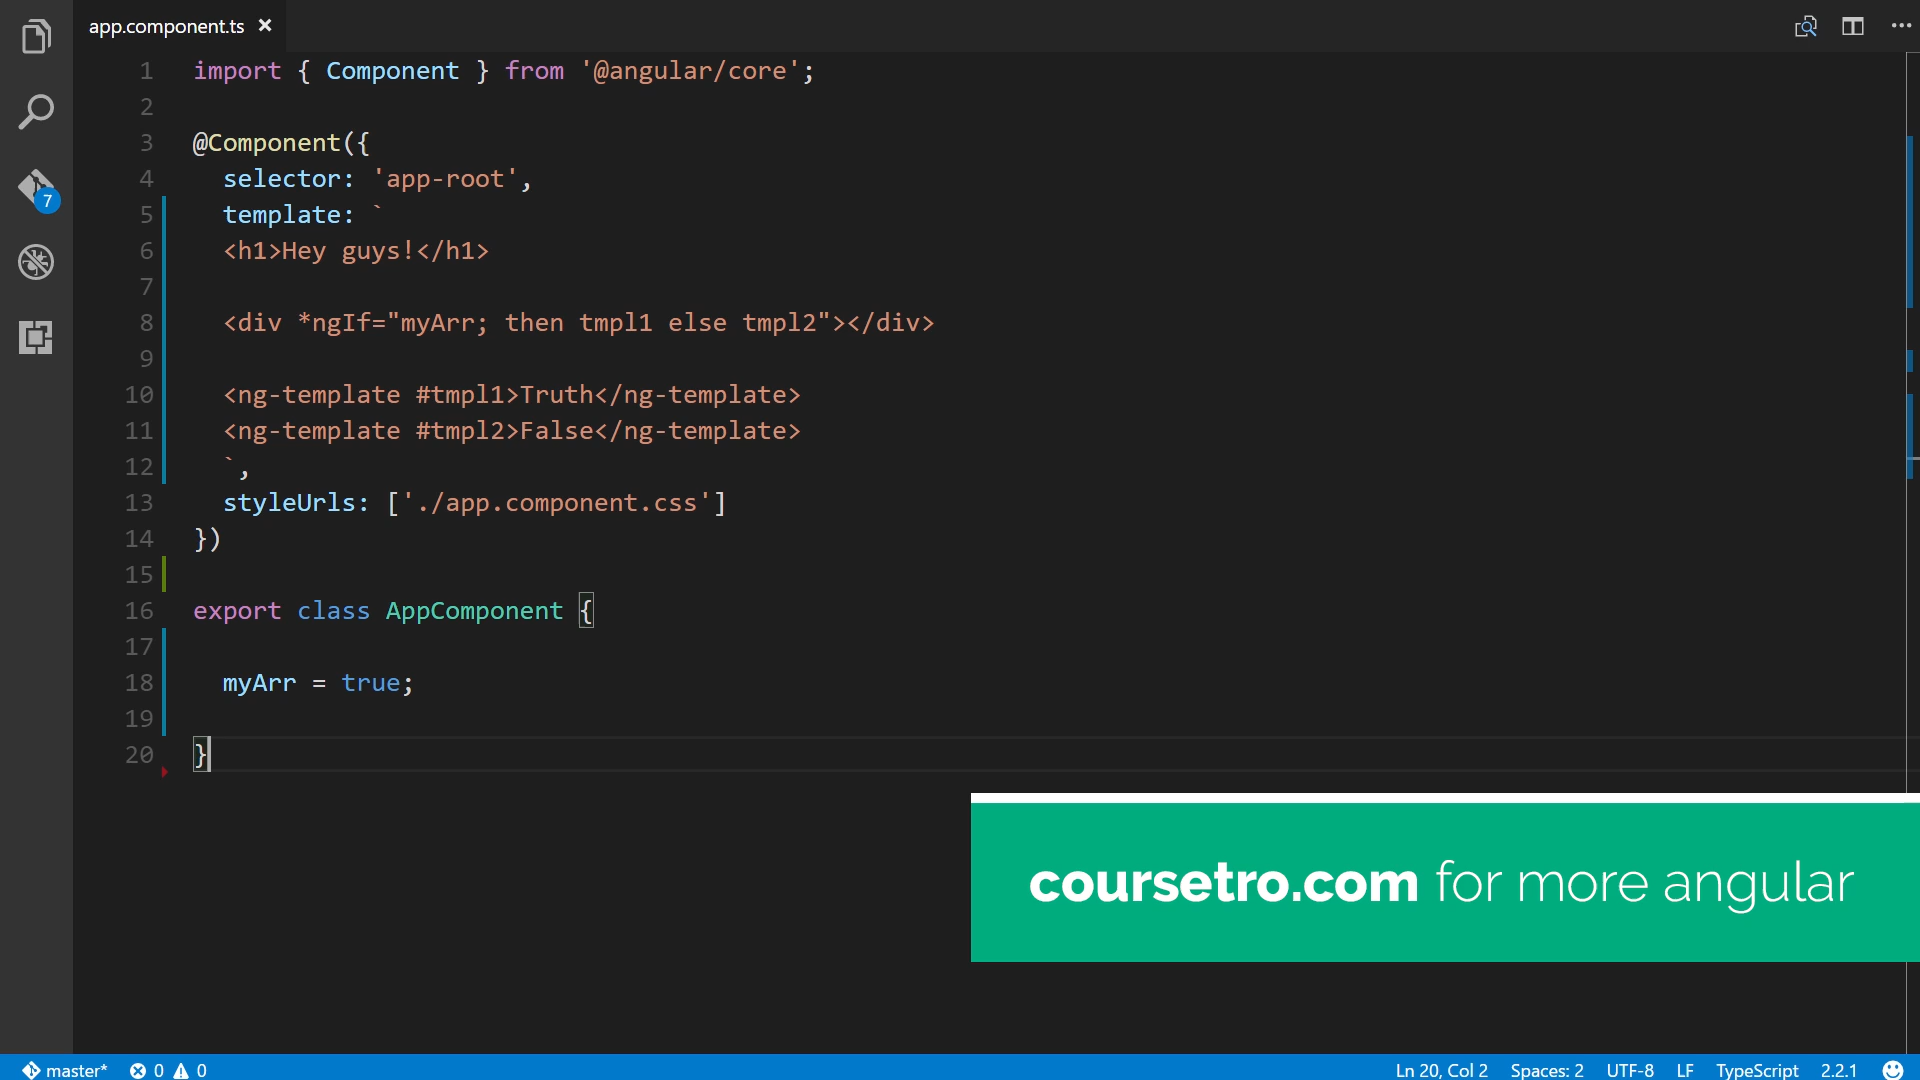 app.component.ts ×
1 import { Component } from '@angular/core';
2
3 @Component({
4   selector: 'app-root',
5   template: `
6   <h1>Hey guys!</h1>
7
8   <div *ngIf="myArr; then tmpl1 else tmpl2"></div>
9
10   <ng-template #tmpl1>Truth</ng-template>
11   <ng-template #tmpl2>False</ng-template>
12   `,
13   styleUrls: ['./app.component.css']
14 })
15
16 export class AppComponent {
17
18   myArr = true;
19
20 }
7
coursetro.com for more angular
master* 0 0 Ln 20, Col 2 Spaces: 2 UTF-8 LF TypeScript 2.2.1